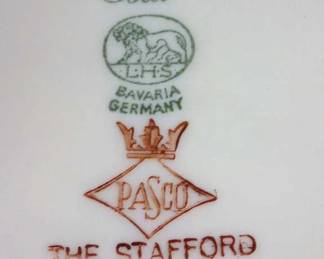 L.H.S.
BAVARIA
GERMANY
PASCO
THE STAFFORD